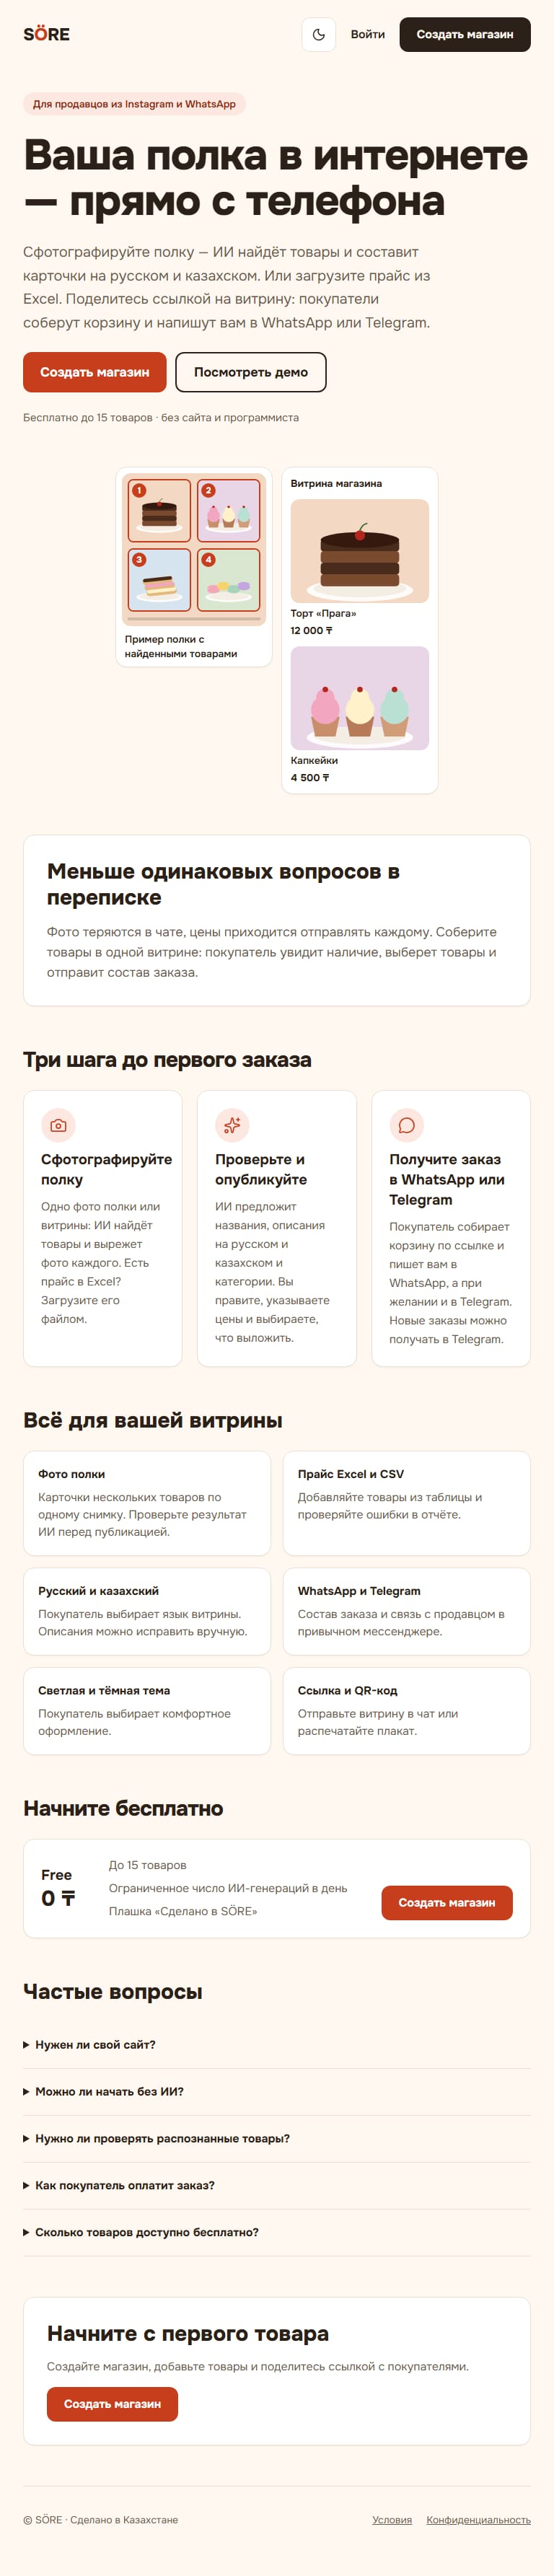 SÖRE
Войти
Создать магазин
Для продавцов из Instagram и WhatsApp
Ваша полка в интернете
— прямо с телефона
Сфотографируйте полку — ИИ найдёт товары и составит
карточки на русском и казахском. Или загрузите прайс из
Excel. Поделитесь ссылкой на витрину: покупатели
соберут корзину и напишут вам в WhatsApp или Telegram.
Создать магазин
Посмотреть демо
Бесплатно до 15 товаров · без сайта и программиста
1
2
3
4
Пример полки с
найденными товарами
Витрина магазина
Торт «Прага»
12 000 ₸
Капкейки
4 500 ₸
Меньше одинаковых вопросов в
переписке
Фото теряются в чате, цены приходится отправлять каждому. Соберите
товары в одной витрине: покупатель увидит наличие, выберет товары и
отправит состав заказа.
Три шага до первого заказа
Сфотографируйте
полку
Одно фото полки или
витрины: ИИ найдёт
товары и вырежет
фото каждого. Есть
прайс в Excel?
Загрузите его
файлом.
Проверьте и
опубликуйте
ИИ предложит
названия, описания
на русском и
казахском и
категории. Вы
правите, указываете
цены и выбираете,
что выложить.
Получите заказ
в WhatsApp или
Telegram
Покупатель собирает
корзину по ссылке и
пишет вам в
WhatsApp, а при
желании и в Telegram.
Новые заказы можно
получать в Telegram.
Всё для вашей витрины
Фото полки
Карточки нескольких товаров по
одному снимку. Проверьте результат
ИИ перед публикацией.
Прайс Excel и CSV
Добавляйте товары из таблицы и
проверяйте ошибки в отчёте.
Русский и казахский
Покупатель выбирает язык витрины.
Описания можно исправить вручную.
WhatsApp и Telegram
Состав заказа и связь с продавцом в
привычном мессенджере.
Светлая и тёмная тема
Покупатель выбирает комфортное
оформление.
Ссылка и QR-код
Отправьте витрину в чат или
распечатайте плакат.
Начните бесплатно
Free
0 ₸
До 15 товаров
Ограниченное число ИИ-генераций в день
Плашка «Сделано в SÖRE»
Создать магазин
Частые вопросы
Нужен ли свой сайт?
Можно ли начать без ИИ?
Нужно ли проверять распознанные товары?
Как покупатель оплатит заказ?
Сколько товаров доступно бесплатно?
Начните с первого товара
Создайте магазин, добавьте товары и поделитесь ссылкой с покупателями.
Создать магазин
© SÖRE · Сделано в Казахстане
Условия
Конфиденциальность